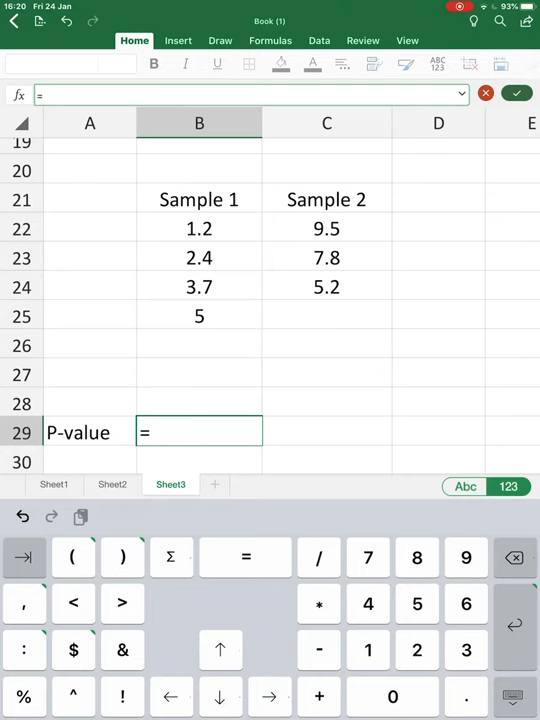 16:20 Fri 24 Jan 93%
Book (1)
Home Insert Draw Formulas Data Review View
B I U A ABC 123
fx =
A B C D E
19
20
21 Sample 1 Sample 2
22 1.2 9.5
23 2.4 7.8
24 3.7 5.2
25 5
26
27
28
29 P-value =
30
Sheet1 Sheet2 Sheet3 + Abc 123
( ) Σ = / 7 8 9
, < > * 4 5 6
: $ & - 1 2 3
% ^ ! + 0 .